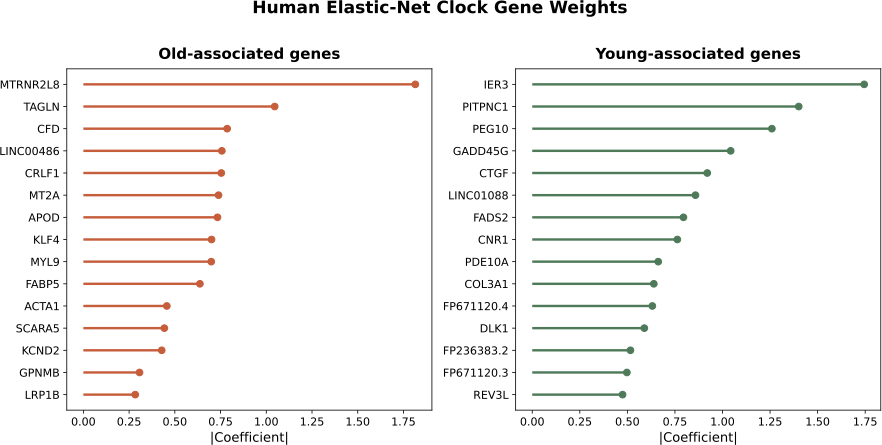 Human Elastic-Net Clock Gene Weights
Old-associated genes
MTRNR2L8
TAGLN
CFD
LINC00486
CRLF1
MT2A
APOD
KLF4
MYL9
FABP5
ACTA1
SCARA5
KCND2
GPNMB
LRP1B
0.00 0.25 0.50 0.75 1.00 1.25 1.50 1.75
|Coefficient|
Young-associated genes
IER3
PITPNC1
PEG10
GADD45G
CTGF
LINC01088
FADS2
CNR1
PDE10A
COL3A1
FP671120.4
DLK1
FP236383.2
FP671120.3
REV3L
0.00 0.25 0.50 0.75 1.00 1.25 1.50 1.75
|Coefficient|